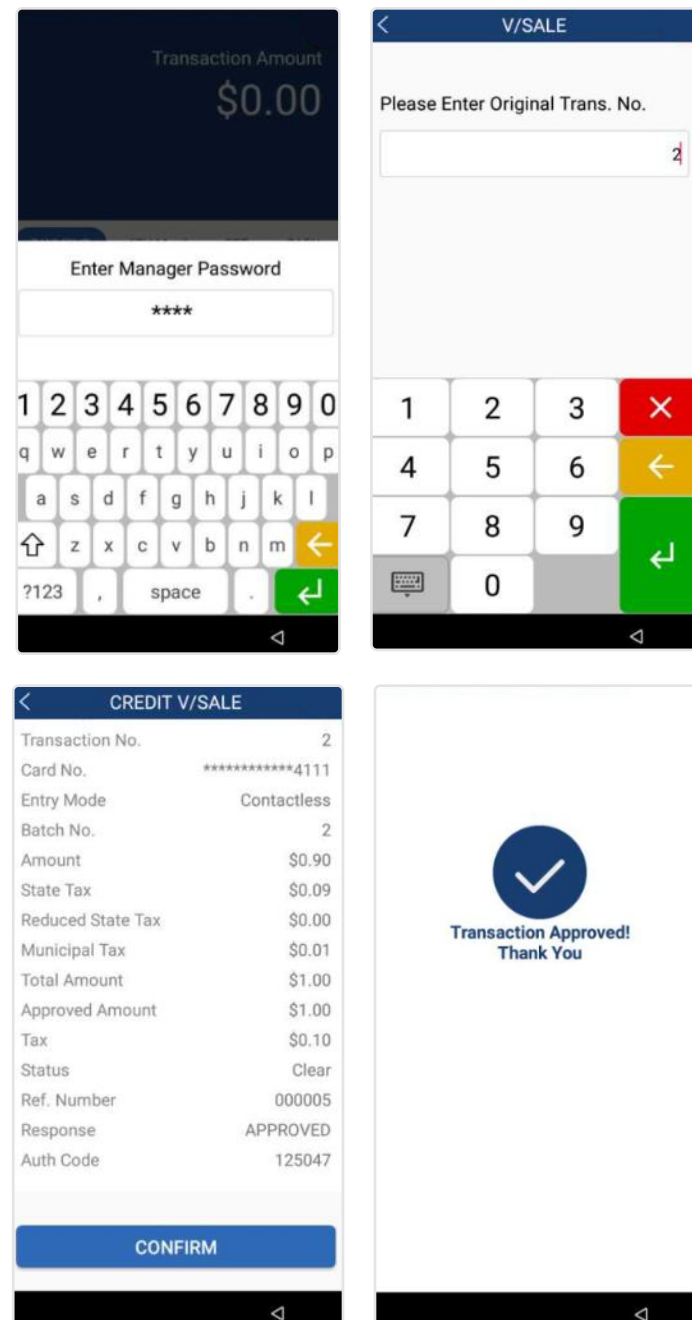 Transaction Amount
$0.00
Enter Manager Password
****
1 2 3 4 5 6 7 8 9 0
q w e r t y u i o p
a s d f g h j k l
z x c v b n m
?123 , space .
V/SALE
Please Enter Original Trans. No.
2
1 2 3
4 5 6
7 8 9
0
CREDIT V/SALE
Transaction No. 2
Card No. ************4111
Entry Mode Contactless
Batch No. 2
Amount $0.90
State Tax $0.09
Reduced State Tax $0.00
Municipal Tax $0.01
Total Amount $1.00
Approved Amount $1.00
Tax $0.10
Status Clear
Ref. Number 000005
Response APPROVED
Auth Code 125047
CONFIRM
Transaction Approved!
Thank You